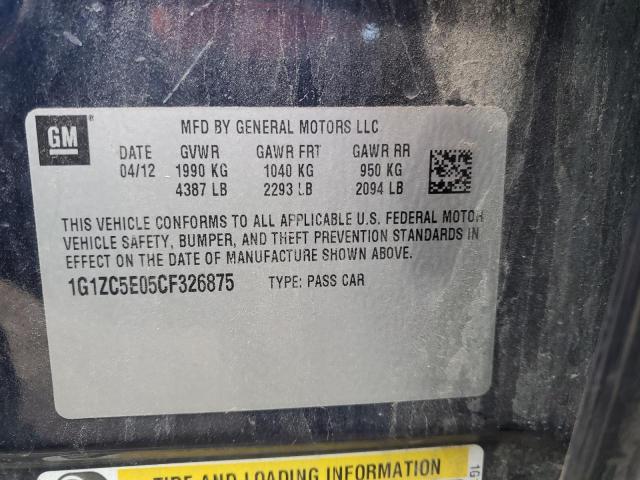 GM
MFD BY GENERAL MOTORS LLC
DATE GVWR GAWR FRT GAWR RR
04/12 1990 KG 1040 KG 950 KG
4387 LB 2293 LB 2094 LB
THIS VEHICLE CONFORMS TO ALL APPLICABLE U.S. FEDERAL MOTOR
VEHICLE SAFETY, BUMPER, AND THEFT PREVENTION STANDARDS IN
EFFECT ON THE DATE OF MANUFACTURE SHOWN ABOVE.
1G1ZC5E05CF326875 TYPE: PASS CAR
TIRE AND LOADING INFORMATION
1G